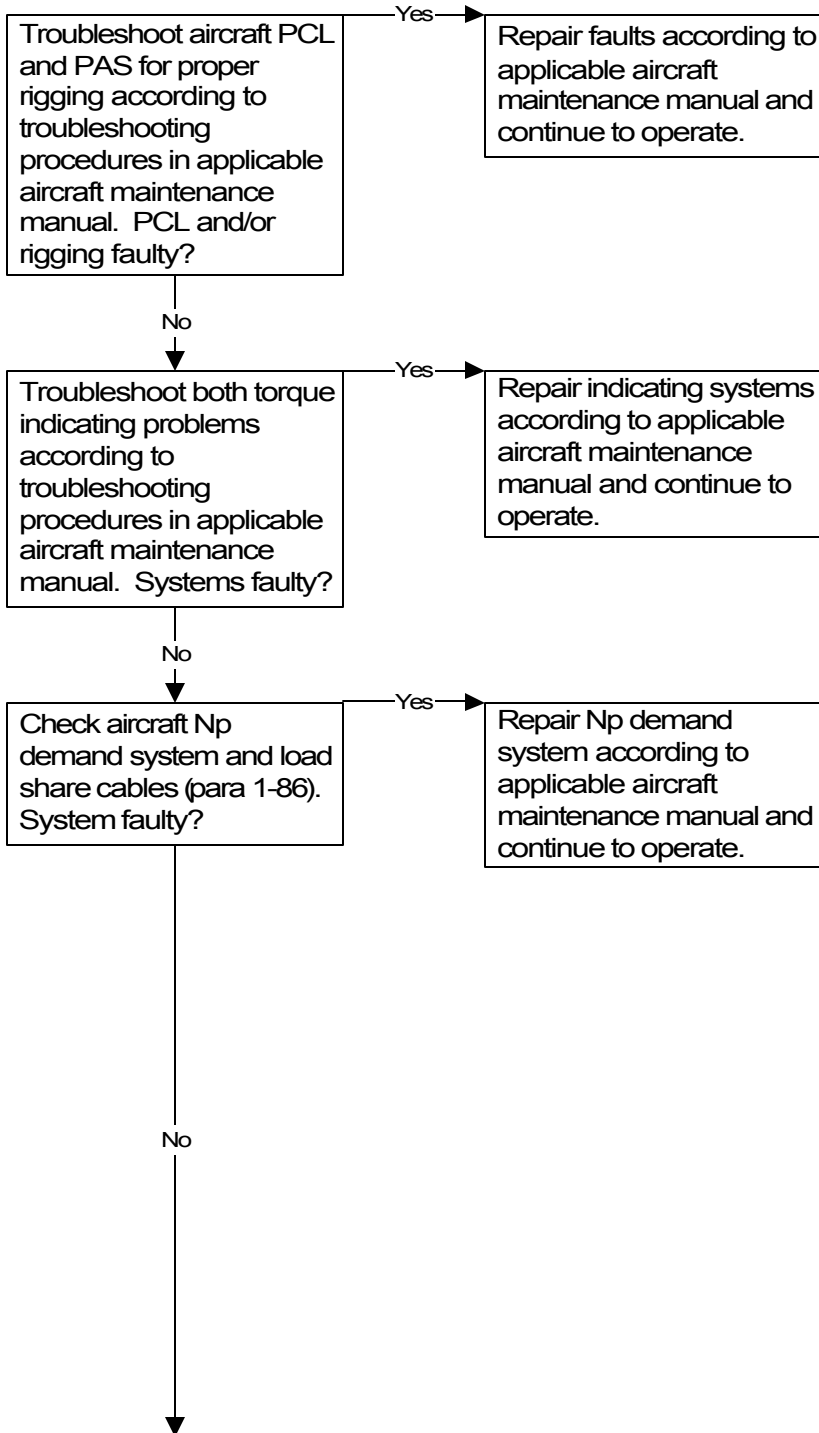 Yes
Troubleshoot aircraft PCL
and PAS for proper
rigging according to
troubleshooting
procedures in applicable
aircraft maintenance
manual.  PCL and/or
rigging faulty?
Repair faults according to
applicable aircraft
maintenance manual and
continue to operate.
No
Yes
Troubleshoot both torque
indicating problems
according to
troubleshooting
procedures in applicable
aircraft maintenance
manual.  Systems faulty?
Repair indicating systems
according to applicable
aircraft maintenance
manual and continue to
operate.
No
Yes
Check aircraft Np
demand system and load
share cables (para 1-86).
System faulty?
Repair Np demand
system according to
applicable aircraft
maintenance manual and
continue to operate.
No